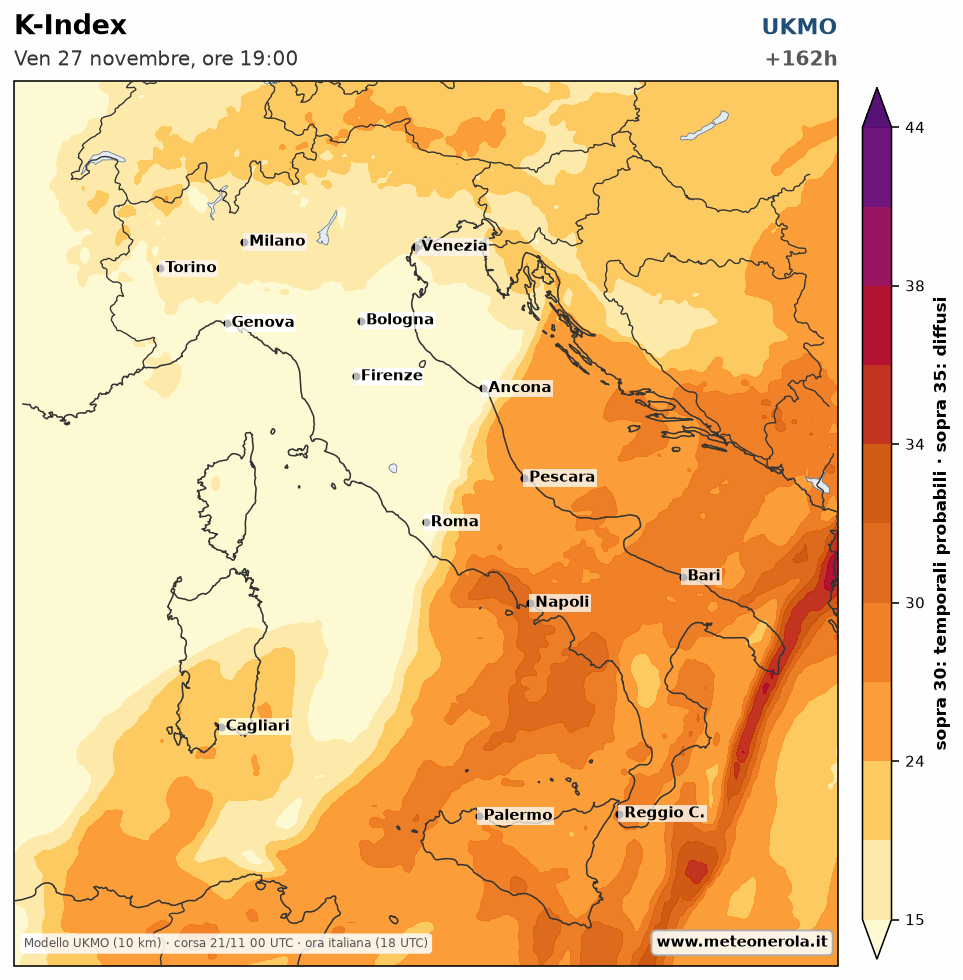 K-Index
UKMO
Ven 27 novembre, ore 19:00
+162h
Milano
Venezia
Torino
Genova
Bologna
Firenze
Ancona
Pescara
Roma
Bari
Napoli
Cagliari
Palermo
Reggio C.
44
38
34
30
24
15
sopra 30: temporali probabili · sopra 35: diffusi
Modello UKMO (10 km) · corsa 21/11 00 UTC · ora italiana (18 UTC)
www.meteonerola.it